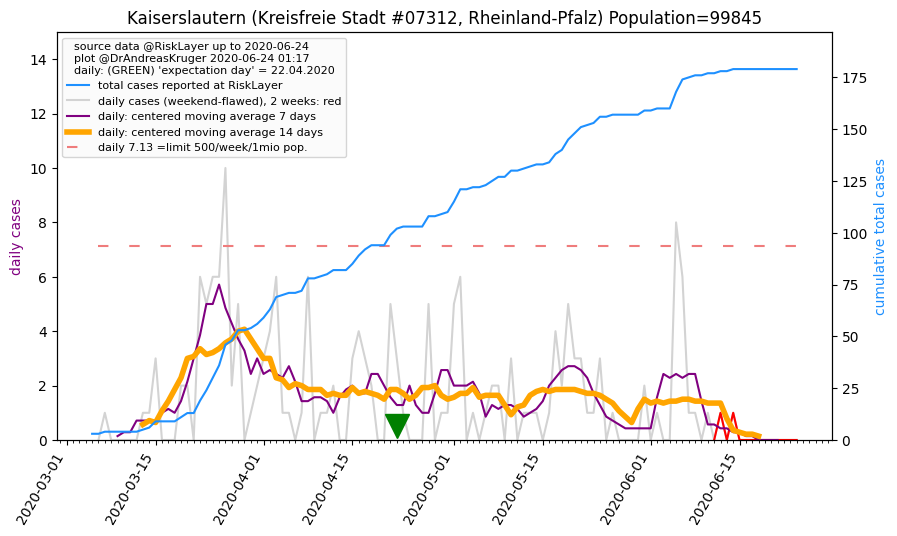 Kaiserslautern (Kreisfreie Stadt #07312, Rheinland-Pfalz) Population=99845
source data @RiskLayer up to 2020-06-24
plot @DrAndreasKruger 2020-06-24 01:17
daily: (GREEN) 'expectation day' = 22.04.2020
total cases reported at RiskLayer
daily cases (weekend-flawed), 2 weeks: red
daily: centered moving average 7 days
daily: centered moving average 14 days
daily 7.13 =limit 500/week/1mio pop.
daily cases
14
12
10
8
6
4
2
0
cumulative total cases
175
150
125
100
75
50
25
0
2020-03-01
2020-03-15
2020-04-01
2020-04-15
2020-05-01
2020-05-15
2020-06-01
2020-06-15